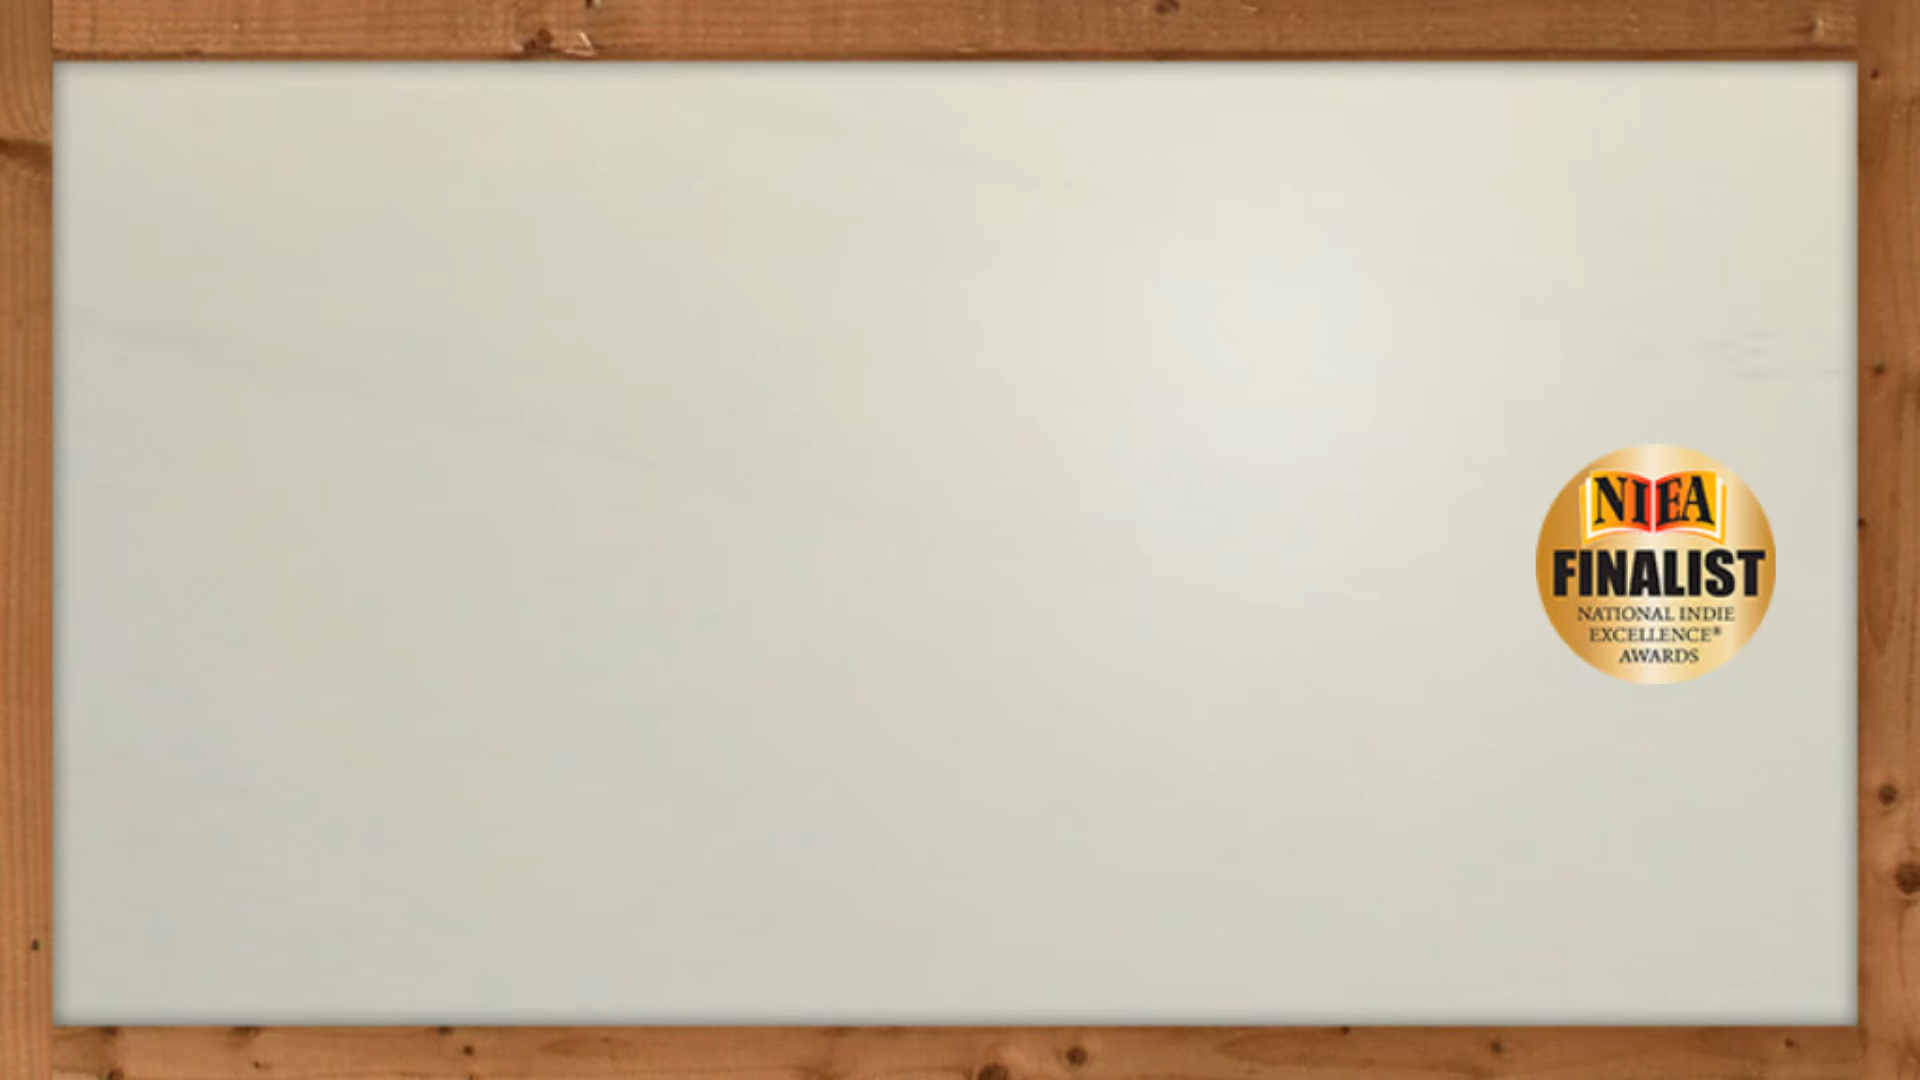 NIEA
FINALIST
NATIONAL INDIE
EXCELLENCE®
AWARDS